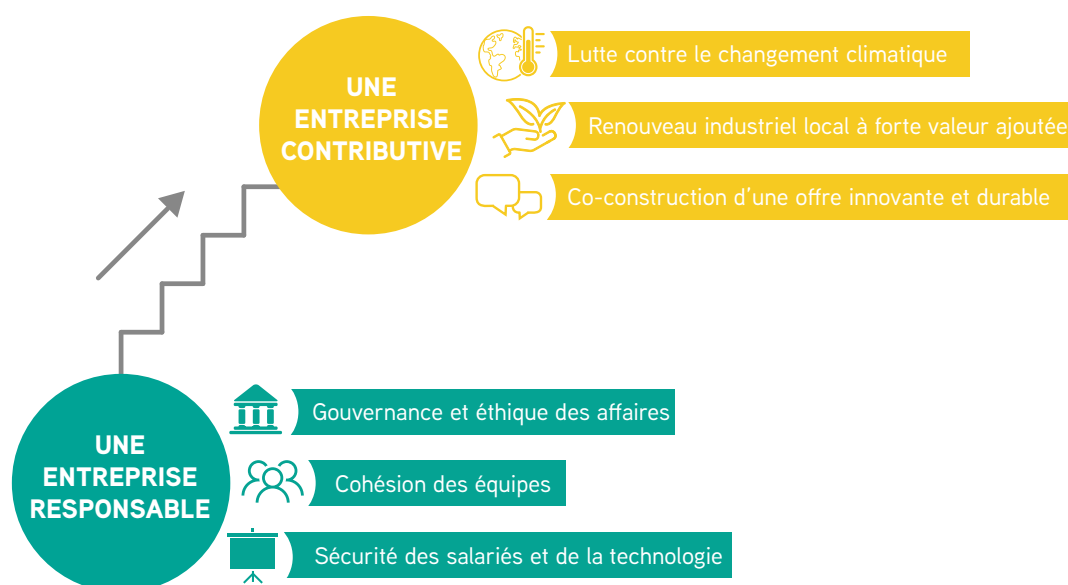 UNE
ENTREPRISE
CONTRIBUTIVE
Lutte contre le changement climatique
Renouveau industriel local à forte valeur ajoutée
Co-construction d'une offre innovante et durable
UNE
ENTREPRISE
RESPONSABLE
Gouvernance et éthique des affaires
Cohésion des équipes
Sécurité des salariés et de la technologie